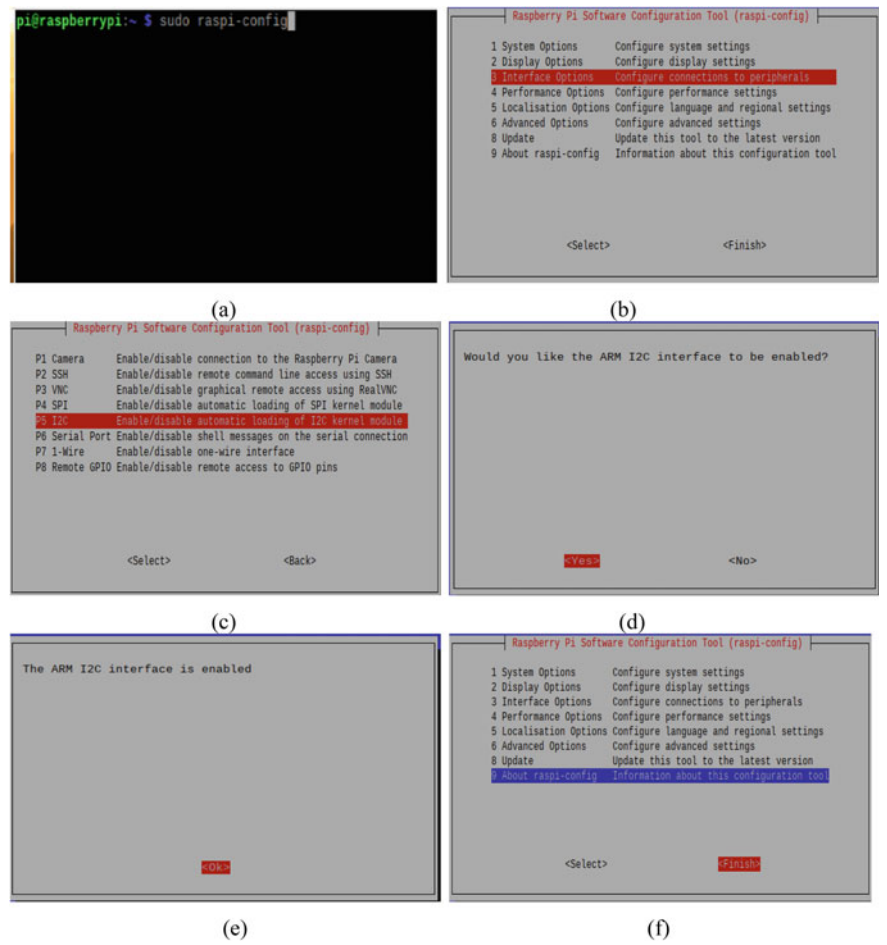 pi@raspberrypi:~ $ sudo raspi-config
(a)
Raspberry Pi Software Configuration Tool (raspi-config)
1 System Options Configure system settings
2 Display Options Configure display settings
3 Interface Options Configure connections to peripherals
4 Performance Options Configure performance settings
5 Localisation Options Configure language and regional settings
6 Advanced Options Configure advanced settings
8 Update Update this tool to the latest version
9 About raspi-config Information about this configuration tool
<Select> <Finish>
(b)
Raspberry Pi Software Configuration Tool (raspi-config)
P1 Camera Enable/disable connection to the Raspberry Pi Camera
P2 SSH Enable/disable remote command line access using SSH
P3 VNC Enable/disable graphical remote access using RealVNC
P4 SPI Enable/disable automatic loading of SPI kernel module
P5 I2C Enable/disable automatic loading of I2C kernel module
P6 Serial Port Enable/disable shell messages on the serial connection
P7 1-Wire Enable/disable one-wire interface
P8 Remote GPIO Enable/disable remote access to GPIO pins
<Select> <Back>
(c)
Would you like the ARM I2C interface to be enabled?
<Yes> <No>
(d)
The ARM I2C interface is enabled
<Ok>
(e)
Raspberry Pi Software Configuration Tool (raspi-config)
1 System Options Configure system settings
2 Display Options Configure display settings
3 Interface Options Configure connections to peripherals
4 Performance Options Configure performance settings
5 Localisation Options Configure language and regional settings
6 Advanced Options Configure advanced settings
8 Update Update this tool to the latest version
9 About raspi-config Information about this configuration tool
<Select> <Finish>
(f)